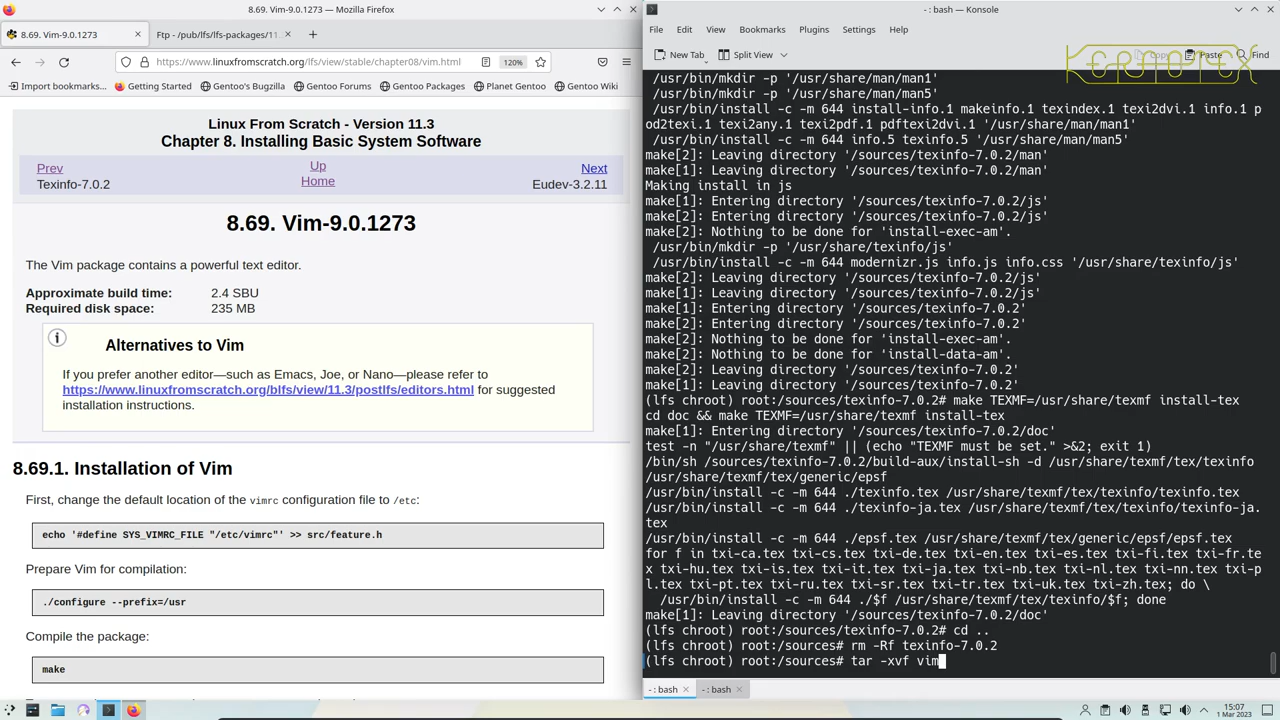 8.69. Vim-9.0.1273 — Mozilla Firefox
8.69. Vim-9.0.1273
Ftp - /pub/lfs/lfs-packages/11.
https://www.linuxfromscratch.org/lfs/view/stable/chapter08/vim.html
120%
Import bookmarks...
Getting Started
Gentoo's Bugzilla
Gentoo Forums
Gentoo Packages
Planet Gentoo
Gentoo Wiki
Linux From Scratch - Version 11.3
Chapter 8. Installing Basic System Software
Prev
Up
Next
Texinfo-7.0.2
Home
Eudev-3.2.11
8.69. Vim-9.0.1273
The Vim package contains a powerful text editor.
Approximate build time: 2.4 SBU
Required disk space: 235 MB
Alternatives to Vim
If you prefer another editor—such as Emacs, Joe, or Nano—please refer to
https://www.linuxfromscratch.org/blfs/view/11.3/postlfs/editors.html for suggested
installation instructions.
8.69.1. Installation of Vim
First, change the default location of the vimrc configuration file to /etc:
echo '#define SYS_VIMRC_FILE "/etc/vimrc"' >> src/feature.h
Prepare Vim for compilation:
./configure --prefix=/usr
Compile the package:
make
- : bash — Konsole
File Edit View Bookmarks Plugins Settings Help
New Tab
Split View
Copy
Paste
Find
KERNOTEX
/usr/bin/mkdir -p '/usr/share/man/man1'
/usr/bin/mkdir -p '/usr/share/man/man5'
/usr/bin/install -c -m 644 install-info.1 makeinfo.1 texindex.1 texi2dvi.1 info.1 p
od2texi.1 texi2any.1 texi2pdf.1 pdftexi2dvi.1 '/usr/share/man/man1'
/usr/bin/install -c -m 644 info.5 texinfo.5 '/usr/share/man/man5'
make[2]: Leaving directory '/sources/texinfo-7.0.2/man'
make[1]: Leaving directory '/sources/texinfo-7.0.2/man'
Making install in js
make[1]: Entering directory '/sources/texinfo-7.0.2/js'
make[2]: Entering directory '/sources/texinfo-7.0.2/js'
make[2]: Nothing to be done for 'install-exec-am'.
/usr/bin/mkdir -p '/usr/share/texinfo/js'
/usr/bin/install -c -m 644 modernizr.js info.js info.css '/usr/share/texinfo/js'
make[2]: Leaving directory '/sources/texinfo-7.0.2/js'
make[1]: Leaving directory '/sources/texinfo-7.0.2/js'
make[1]: Entering directory '/sources/texinfo-7.0.2'
make[2]: Entering directory '/sources/texinfo-7.0.2'
make[2]: Nothing to be done for 'install-exec-am'.
make[2]: Nothing to be done for 'install-data-am'.
make[2]: Leaving directory '/sources/texinfo-7.0.2'
make[1]: Leaving directory '/sources/texinfo-7.0.2'
(lfs chroot) root:/sources/texinfo-7.0.2# make TEXMF=/usr/share/texmf install-tex
cd doc && make TEXMF=/usr/share/texmf install-tex
make[1]: Entering directory '/sources/texinfo-7.0.2/doc'
test -n "/usr/share/texmf" || (echo "TEXMF must be set." >&2; exit 1)
/bin/sh /sources/texinfo-7.0.2/build-aux/install-sh -d /usr/share/texmf/tex/texinfo
/usr/share/texmf/tex/generic/epsf
/usr/bin/install -c -m 644 ./texinfo.tex /usr/share/texmf/tex/texinfo/texinfo.tex
/usr/bin/install -c -m 644 ./texinfo-ja.tex /usr/share/texmf/tex/texinfo/texinfo-ja.
tex
/usr/bin/install -c -m 644 ./epsf.tex /usr/share/texmf/tex/generic/epsf/epsf.tex
for f in txi-ca.tex txi-cs.tex txi-de.tex txi-en.tex txi-es.tex txi-fi.tex txi-fr.te
x txi-hu.tex txi-is.tex txi-it.tex txi-ja.tex txi-nb.tex txi-nl.tex txi-nn.tex txi-p
l.tex txi-pt.tex txi-ru.tex txi-sr.tex txi-tr.tex txi-uk.tex txi-zh.tex; do \
/usr/bin/install -c -m 644 ./$f /usr/share/texmf/tex/texinfo/$f; done
make[1]: Leaving directory '/sources/texinfo-7.0.2/doc'
(lfs chroot) root:/sources/texinfo-7.0.2# cd ..
(lfs chroot) root:/sources# rm -Rf texinfo-7.0.2
(lfs chroot) root:/sources# tar -xvf vim
- : bash
- : bash
15:07
1 Mar 2023